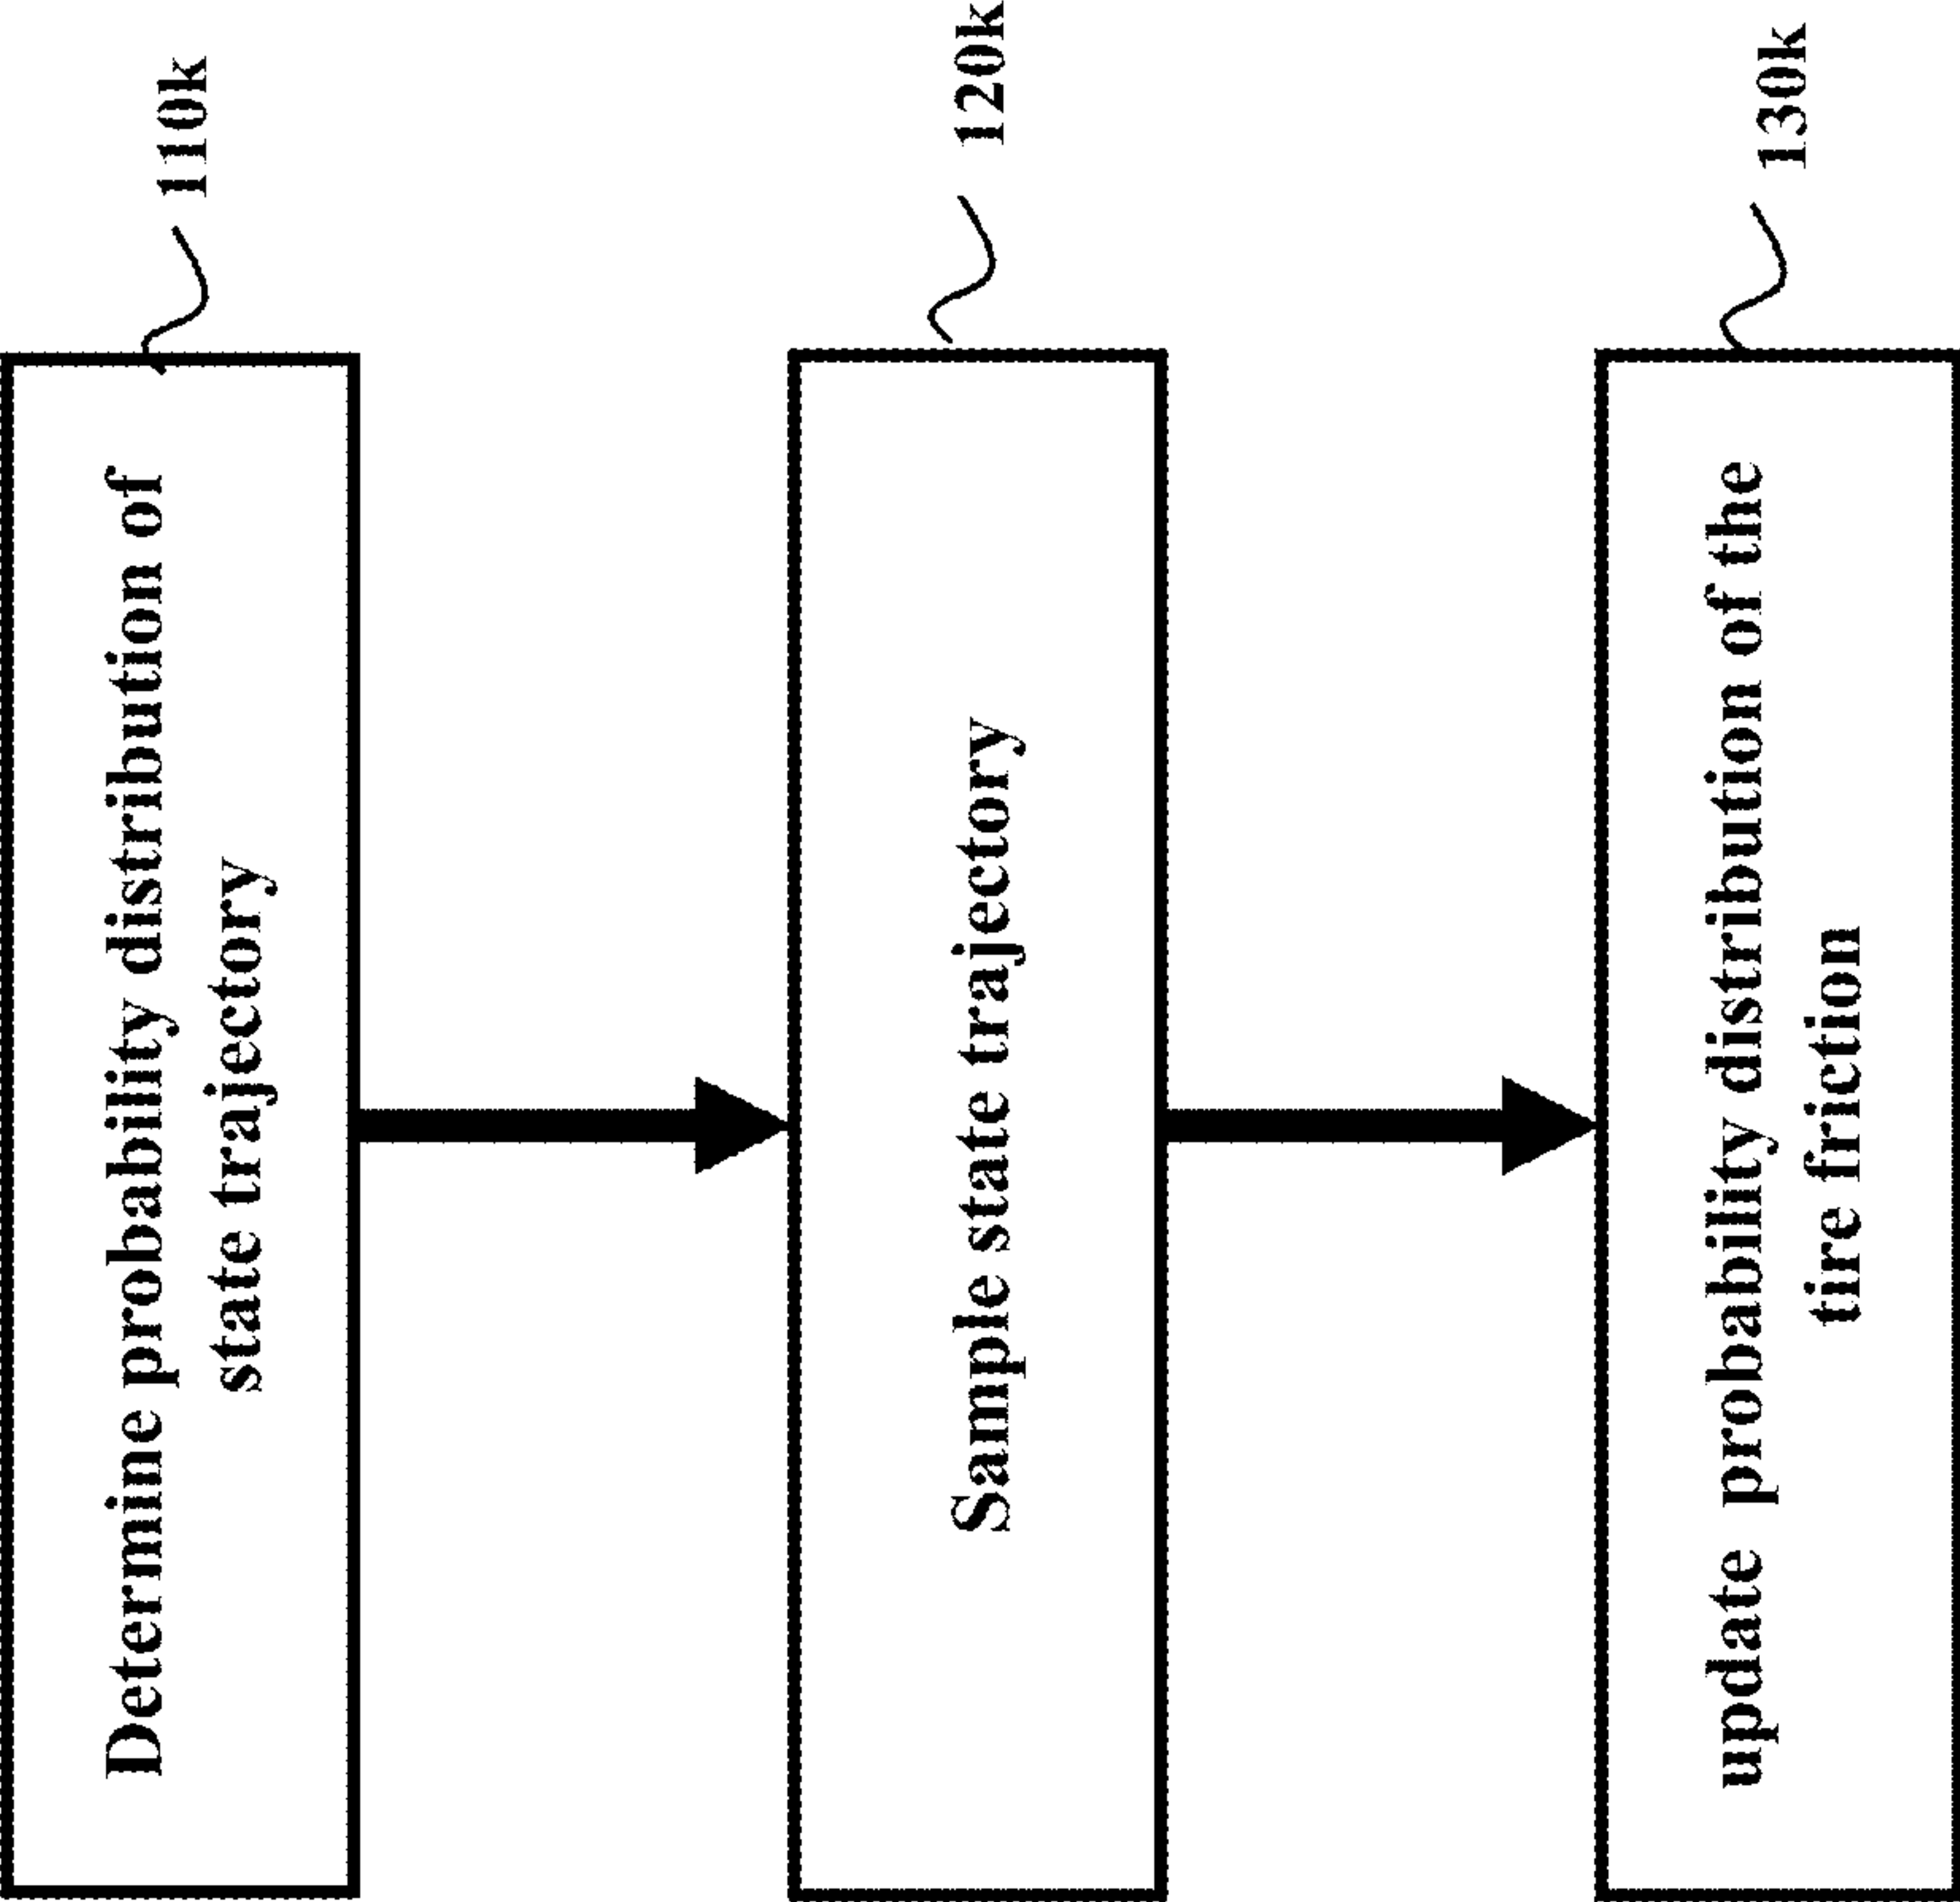 110k
Determine probability distribution of
state trajectory
120k
Sample state trajectory
130k
update probability distribution of the
tire friction